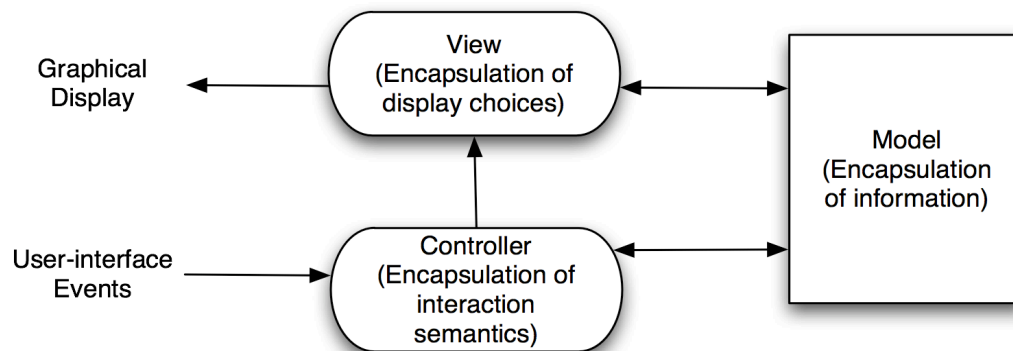 Graphical
Display
View
(Encapsulation of
display choices)
Model
(Encapsulation
of information)
User-interface
Events
Controller
(Encapsulation of
interaction
semantics)